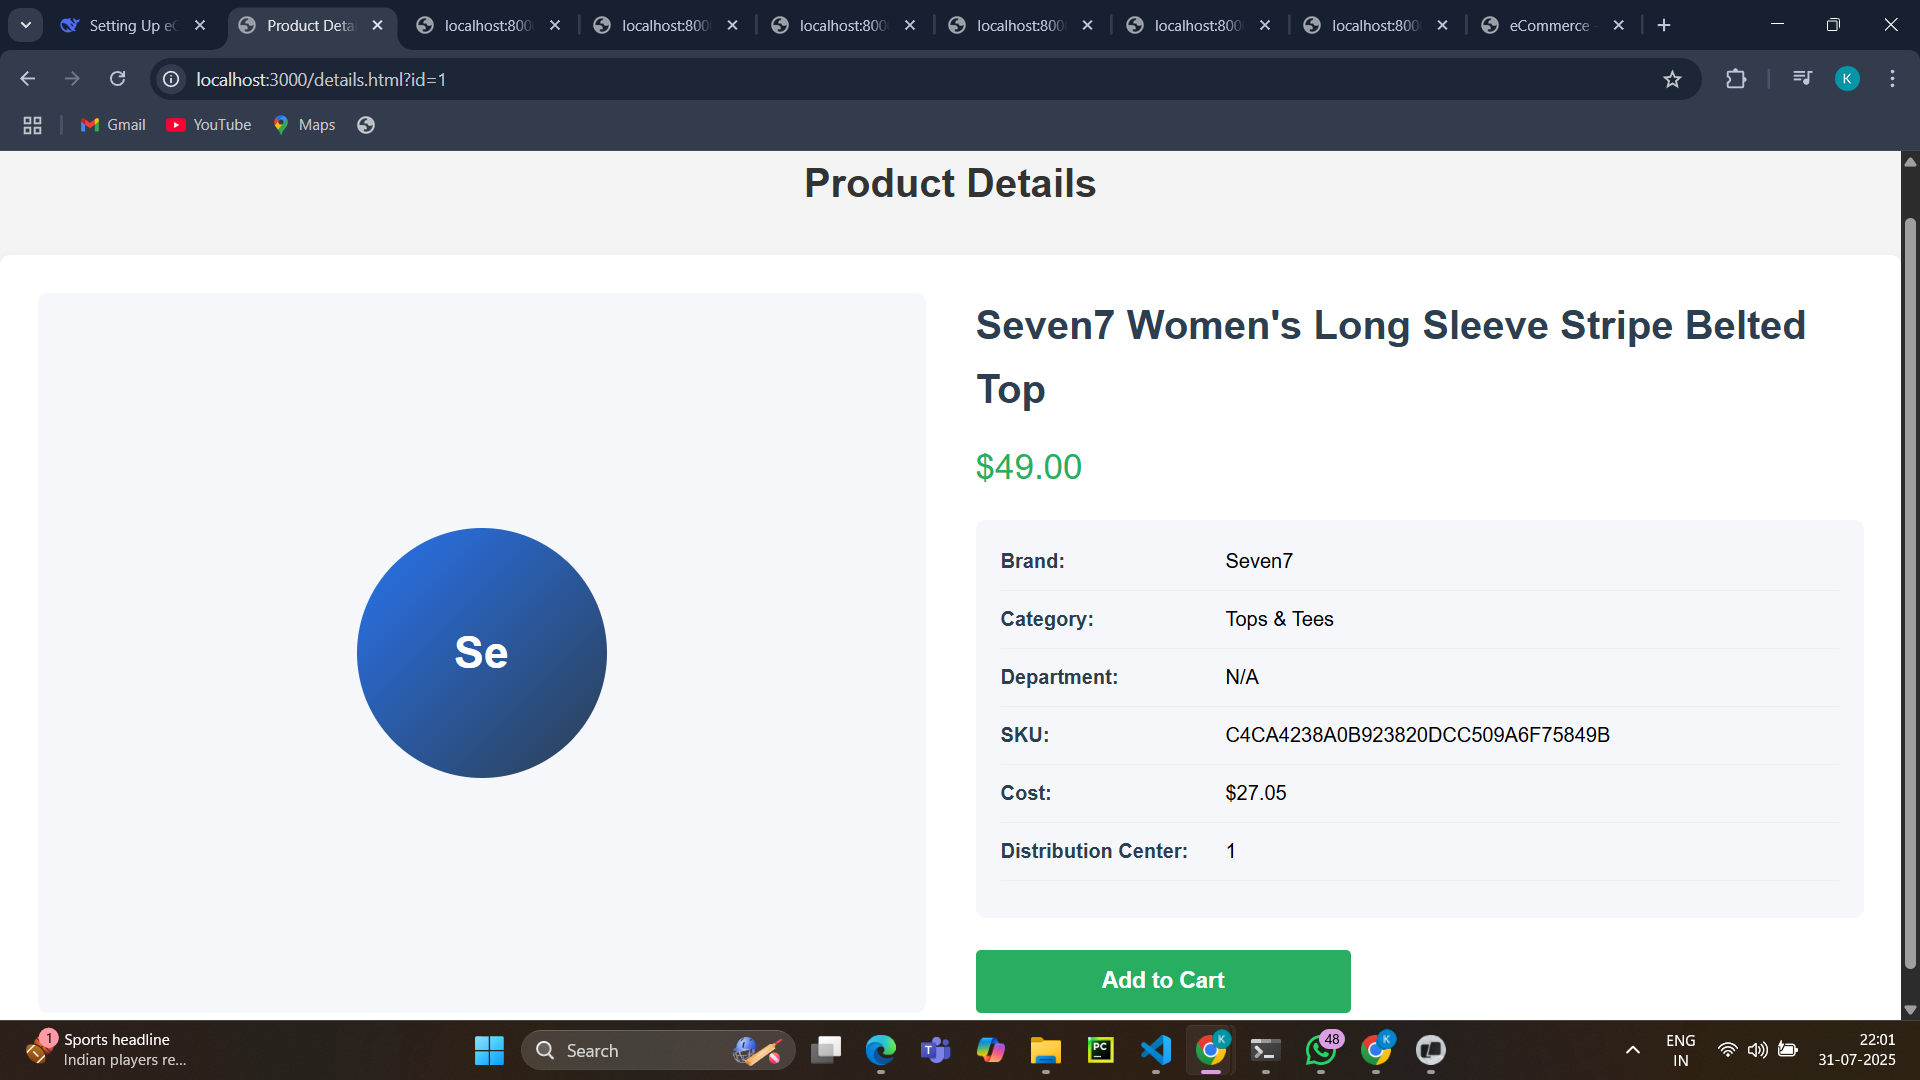 Setting Up eC
Product Deta
localhost:800
localhost:800
localhost:800
localhost:800
localhost:800
localhost:800
eCommerce
localhost:3000/details.html?id=1
K
Gmail
YouTube
Maps
Product Details
Se
Seven7 Women's Long Sleeve Stripe Belted
Top
$49.00
Brand: Seven7
Category: Tops & Tees
Department: N/A
SKU: C4CA4238A0B923820DCC509A6F75849B
Cost: $27.05
Distribution Center: 1
Add to Cart
1
Sports headline
Indian players re...
Search
T
PC
K
48
K
ENG
IN
22:01
31-07-2025